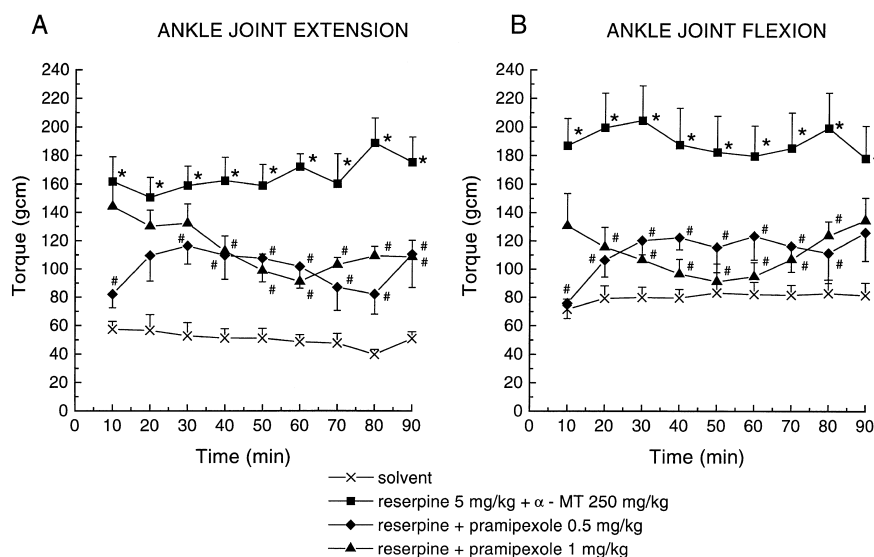 A ANKLE JOINT EXTENSION
B ANKLE JOINT FLEXION
Torque (gcm)
240
220
200
180
160
140
120
100
80
60
40
20
0
* * * * * * * * *
# # # # # # # # # # # # # #
0 10 20 30 40 50 60 70 80 90
Time (min)
Torque (gcm)
240
220
200
180
160
140
120
100
80
60
40
20
0
* * * * * * * *
# # # # # # # # # # # # # # #
0 10 20 30 40 50 60 70 80 90
Time (min)
solvent
reserpine 5 mg/kg + α - MT 250 mg/kg
reserpine + pramipexole 0.5 mg/kg
reserpine + pramipexole 1 mg/kg